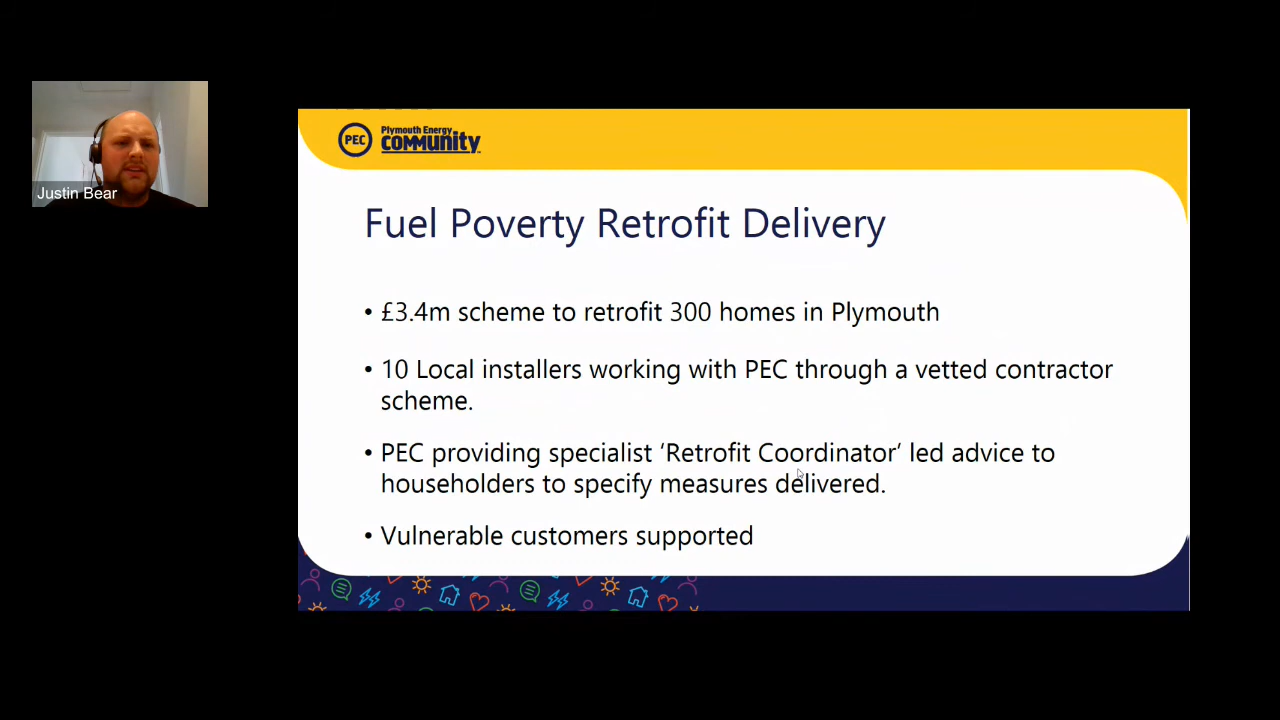 Justin Bear
PEC
Plymouth Energy
community
Fuel Poverty Retrofit Delivery
• £3.4m scheme to retrofit 300 homes in Plymouth
• 10 Local installers working with PEC through a vetted contractor
scheme.
• PEC providing specialist ‘Retrofit Coordinator’ led advice to
householders to specify measures delivered.
• Vulnerable customers supported